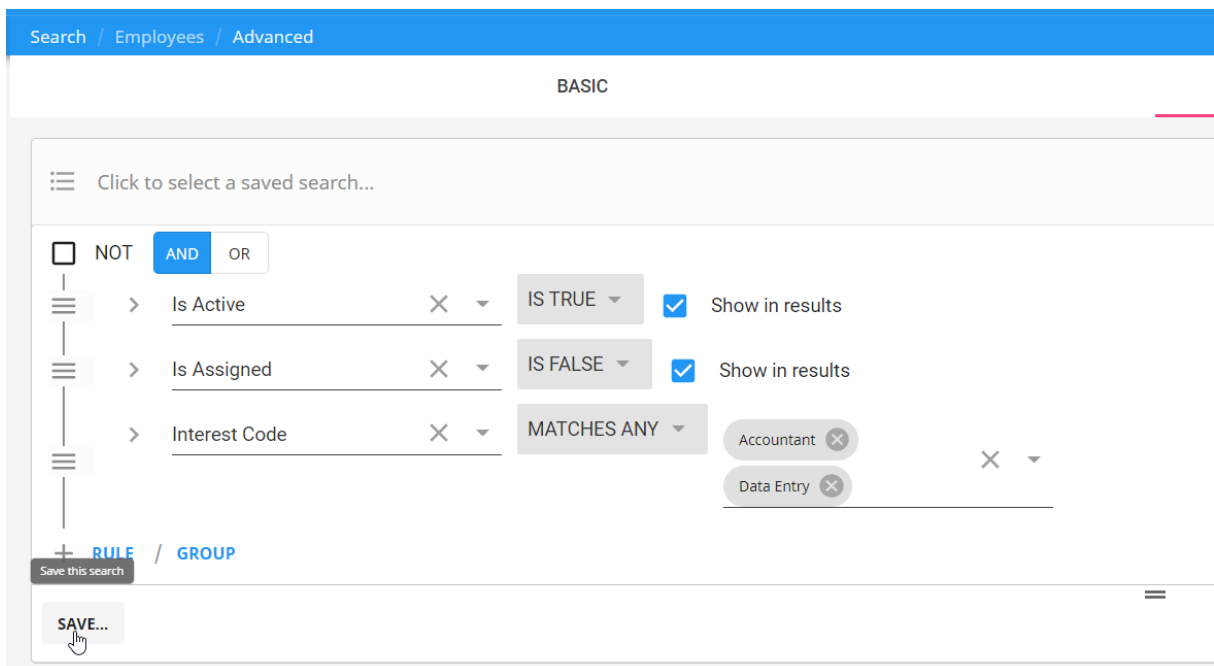 Search / Employees / Advanced
BASIC
Click to select a saved search...
NOT AND OR
Is Active IS TRUE Show in results
Is Assigned IS FALSE Show in results
Interest Code MATCHES ANY Accountant
Data Entry
+ RULE / GROUP
Save this search
SAVE...